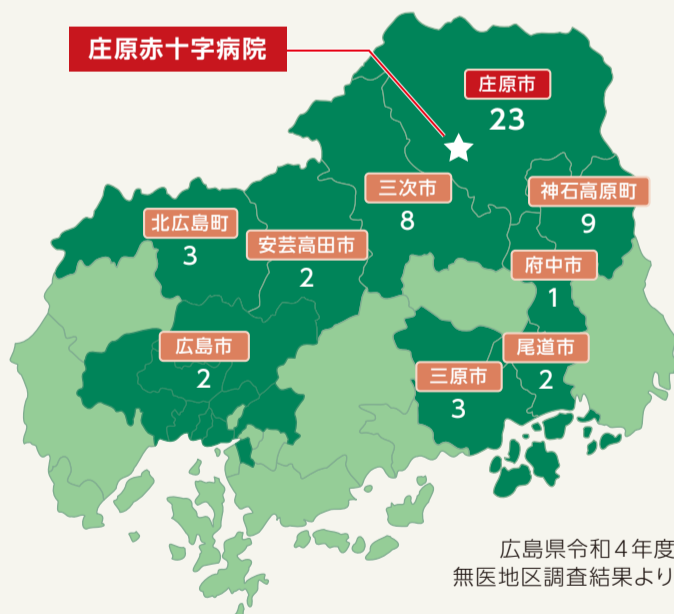 庄原赤十字病院
庄原市
23
三次市
8
神石高原町
9
北広島町
3
安芸高田市
2
府中市
1
広島市
2
三原市
3
尾道市
2
広島県令和4年度
無医地区調査結果より